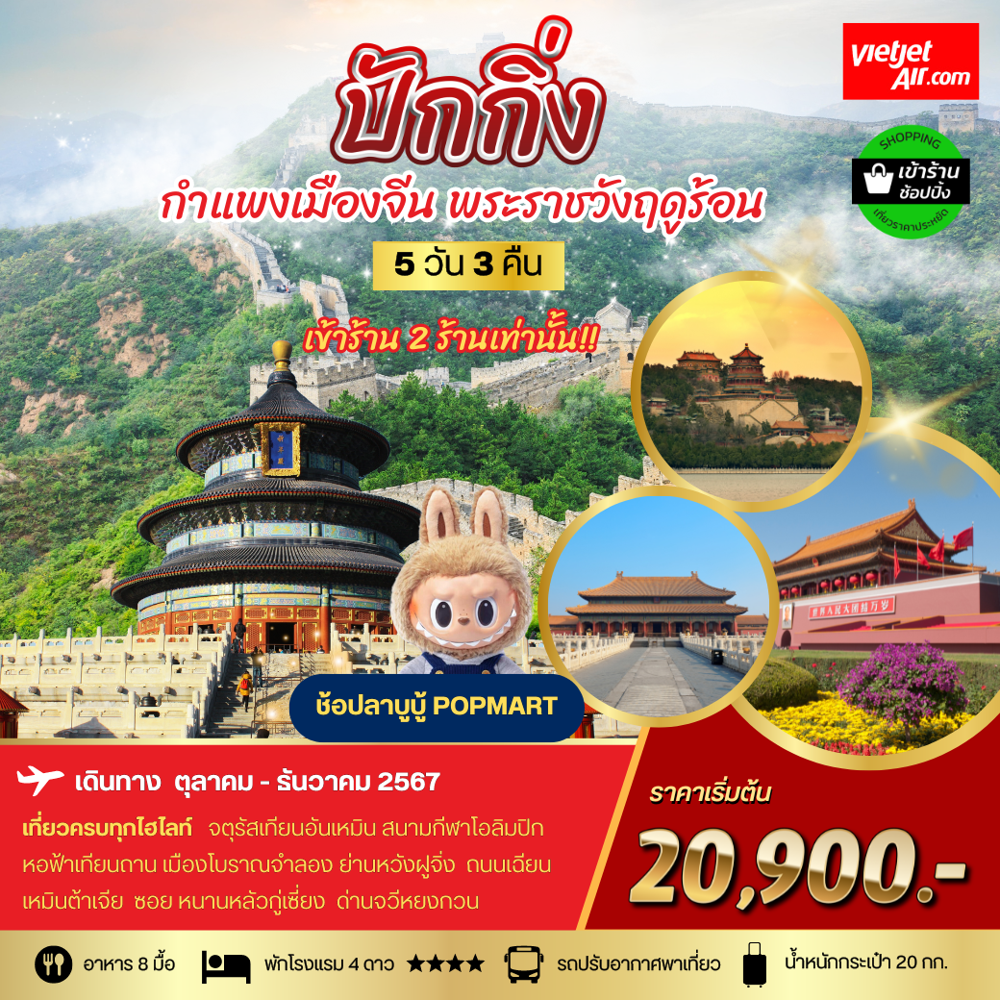 ปักกิ่ง
vietjet
Air.com
กำแพงเมืองจีน พระราชวังฤดูร้อน
SHOPPING
เข้าร้าน
ช้อปปิ้ง
เที่ยวราคาประหยัด
5 วัน 3 คืน
เข้าร้าน 2 ร้านเท่านั้น!!
ช้อปลาบูบู้ POPMART
เดินทาง ตุลาคม - ธันวาคม 2567
เที่ยวครบทุกไฮไลท์ จตุรัสเทียนอันเหมิน สนามกีฬาโอลิมปิก
หอฟ้าเทียนถาน เมืองโบราณจำลอง ย่านหวังฝูจิ่ง ถนนเฉียน
เหมินต้าเจีย ซอย หนานหลัวกู่เซี่ยง ด่านจวีหยงกวน
ราคาเริ่มต้น
20,900.-
อาหาร 8 มื้อ
พักโรงแรม 4 ดาว
รถปรับอากาศพาเที่ยว
น้ำหนักกระเป๋า 20 กก.